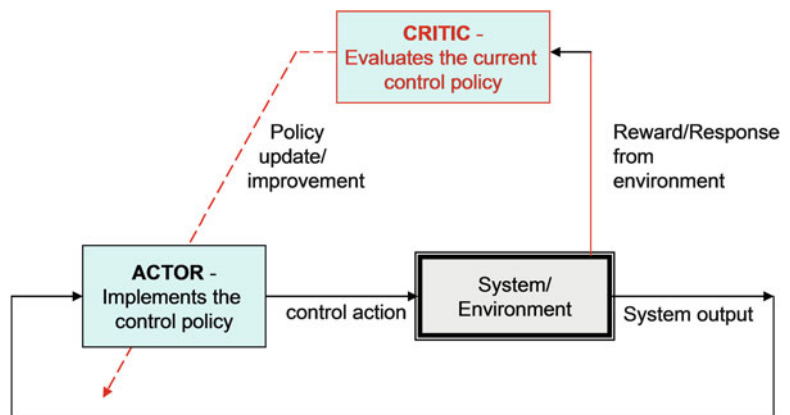 CRITIC -
Evaluates the current
control policy
Policy
update/
improvement
Reward/Response
from
environment
ACTOR -
Implements the
control policy
control action
System/
Environment
System output